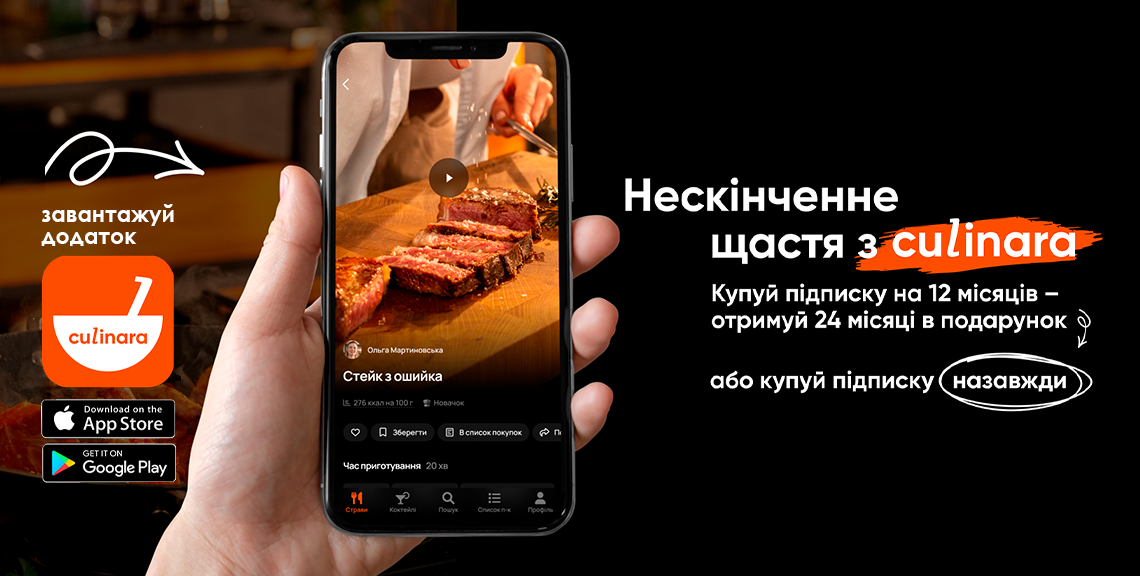 завантажуй
додаток
culinara
Download on the
App Store
GET IT ON
Google Play
Ольга Мартиновська
Стейк з ошийка
276 ккал на 100 г Новачок
Зберегти В список покупок
Час приготування 20 хв
Страви Коктейлі Пошук Список п-к Профіль
Нескінченне
щастя з culinara
Купуй підписку на 12 місяців –
отримуй 24 місяці в подарунок
або купуй підписку назавжди